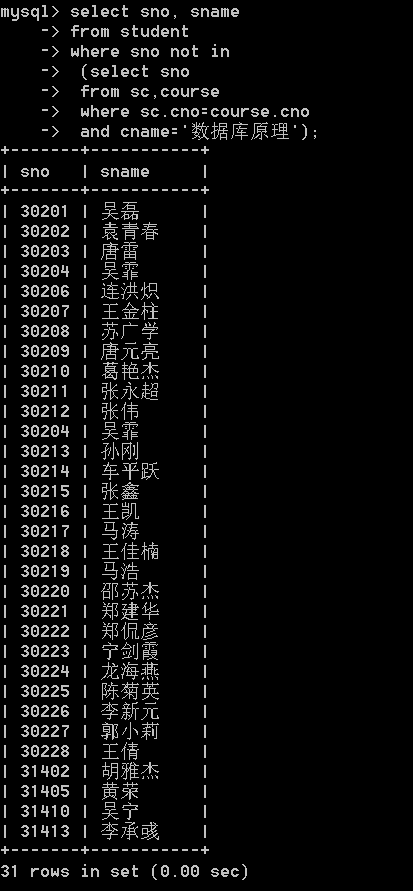 mysql> select sno, sname
    -> from student
    -> where sno not in
    ->  (select sno
    ->  from sc,course
    ->  where sc.cno=course.cno
    ->  and cname='数据库原理');
+-------+-----------+
| sno   | sname     |
+-------+-----------+
| 30201 | 吴磊      |
| 30202 | 袁青春    |
| 30203 | 唐雷      |
| 30204 | 吴霏      |
| 30206 | 连洪炽    |
| 30207 | 王金柱    |
| 30208 | 苏广学    |
| 30209 | 唐元亮    |
| 30210 | 葛艳杰    |
| 30211 | 张永超    |
| 30212 | 张伟      |
| 30204 | 吴霏      |
| 30213 | 孙刚      |
| 30214 | 车平跃    |
| 30215 | 张鑫      |
| 30216 | 王凯      |
| 30217 | 马涛      |
| 30218 | 王佳楠    |
| 30219 | 马浩      |
| 30220 | 邵苏杰    |
| 30221 | 郑建华    |
| 30222 | 郑侃彦    |
| 30223 | 宁剑霞    |
| 30224 | 龙海燕    |
| 30225 | 陈菊英    |
| 30226 | 李新元    |
| 30227 | 郭小莉    |
| 30228 | 王倩      |
| 31402 | 胡雅杰    |
| 31405 | 黄荣      |
| 31410 | 吴宁      |
| 31413 | 李承彧    |
+-------+-----------+
31 rows in set (0.00 sec)